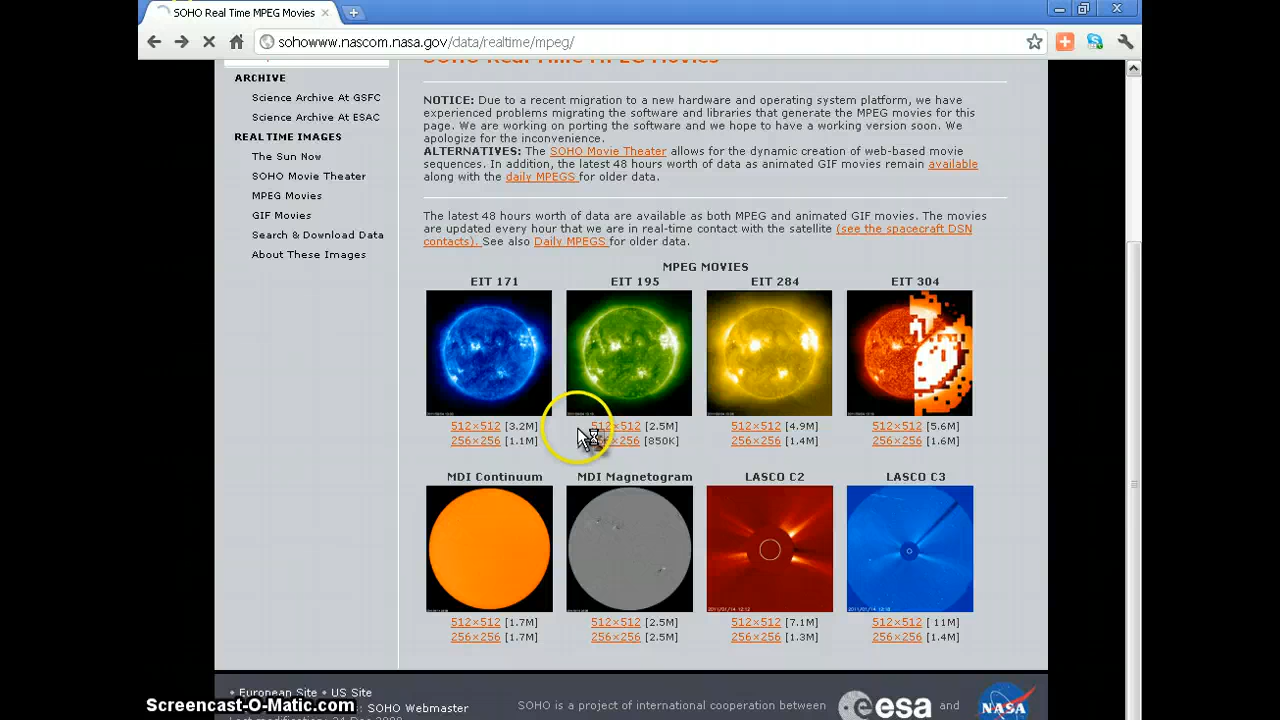 SOHO Real Time MPEG Movies
sohowww.nascom.nasa.gov/data/realtime/mpeg/
SOHO Real Time MPEG Movies
ARCHIVE
Science Archive At GSFC
Science Archive At ESAC
REAL TIME IMAGES
The Sun Now
SOHO Movie Theater
MPEG Movies
GIF Movies
Search & Download Data
About These Images
NOTICE: Due to a recent migration to a new hardware and operating system platform, we have
experienced problems migrating the software and libraries that generate the MPEG movies for this
page. We are working on porting the software and we hope to have a working version soon. We
apologize for the inconvenience.
ALTERNATIVES: The SOHO Movie Theater allows for the dynamic creation of web-based movie
sequences. In addition, the latest 48 hours worth of data as animated GIF movies remain available
along with the daily MPEGS for older data.
The latest 48 hours worth of data are available as both MPEG and animated GIF movies. The movies
are updated every hour that we are in real-time contact with the satellite (see the spacecraft DSN
contacts). See also Daily MPEGS for older data.
MPEG MOVIES
EIT 171 EIT 195 EIT 284 EIT 304
512×512 [3.2M] 512×512 [2.5M] 512×512 [4.9M] 512×512 [5.6M]
256×256 [1.1M] 256×256 [850K] 256×256 [1.4M] 256×256 [1.6M]
MDI Continuum MDI Magnetogram LASCO C2 LASCO C3
2011/01/14 12:12
512×512 [1.7M] 512×512 [2.5M] 512×512 [7.1M] 512×512 [ 11M]
256×256 [1.7M] 256×256 [2.5M] 256×256 [1.3M] 256×256 [1.4M]
• European Site • US Site
SOHO Webmaster
SOHO is a project of international cooperation between esa and NASA
Screencast-O-Matic.com